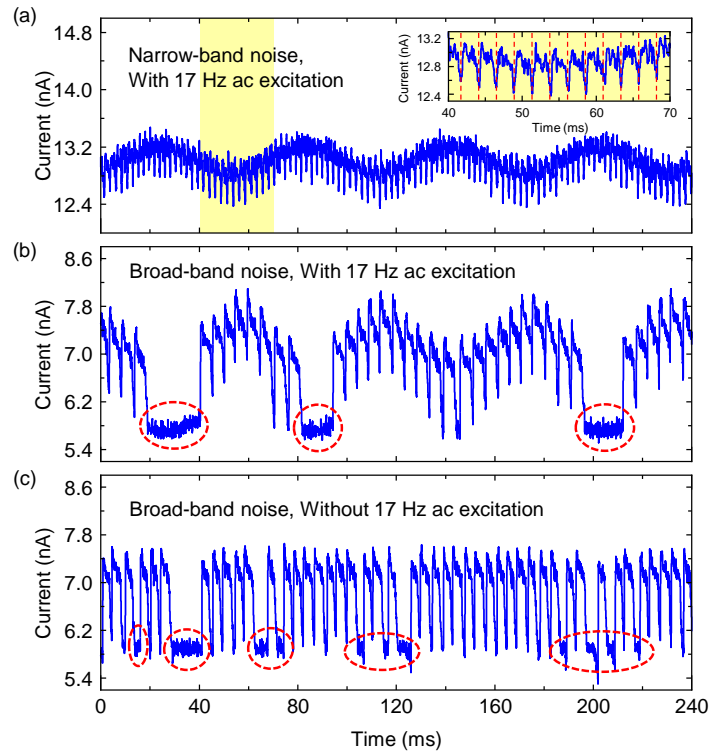 (a)
14.8
14.0
13.2
12.4
Current (nA)
Narrow-band noise,
With 17 Hz ac excitation
13.2
12.8
12.4
Current (nA)
40 50 60 70
Time (ms)
(b)
8.6
7.8
7.0
6.2
5.4
Current (nA)
Broad-band noise, With 17 Hz ac excitation
(c)
8.6
7.8
7.0
6.2
5.4
Current (nA)
Broad-band noise, Without 17 Hz ac excitation
0 40 80 120 160 200 240
Time (ms)